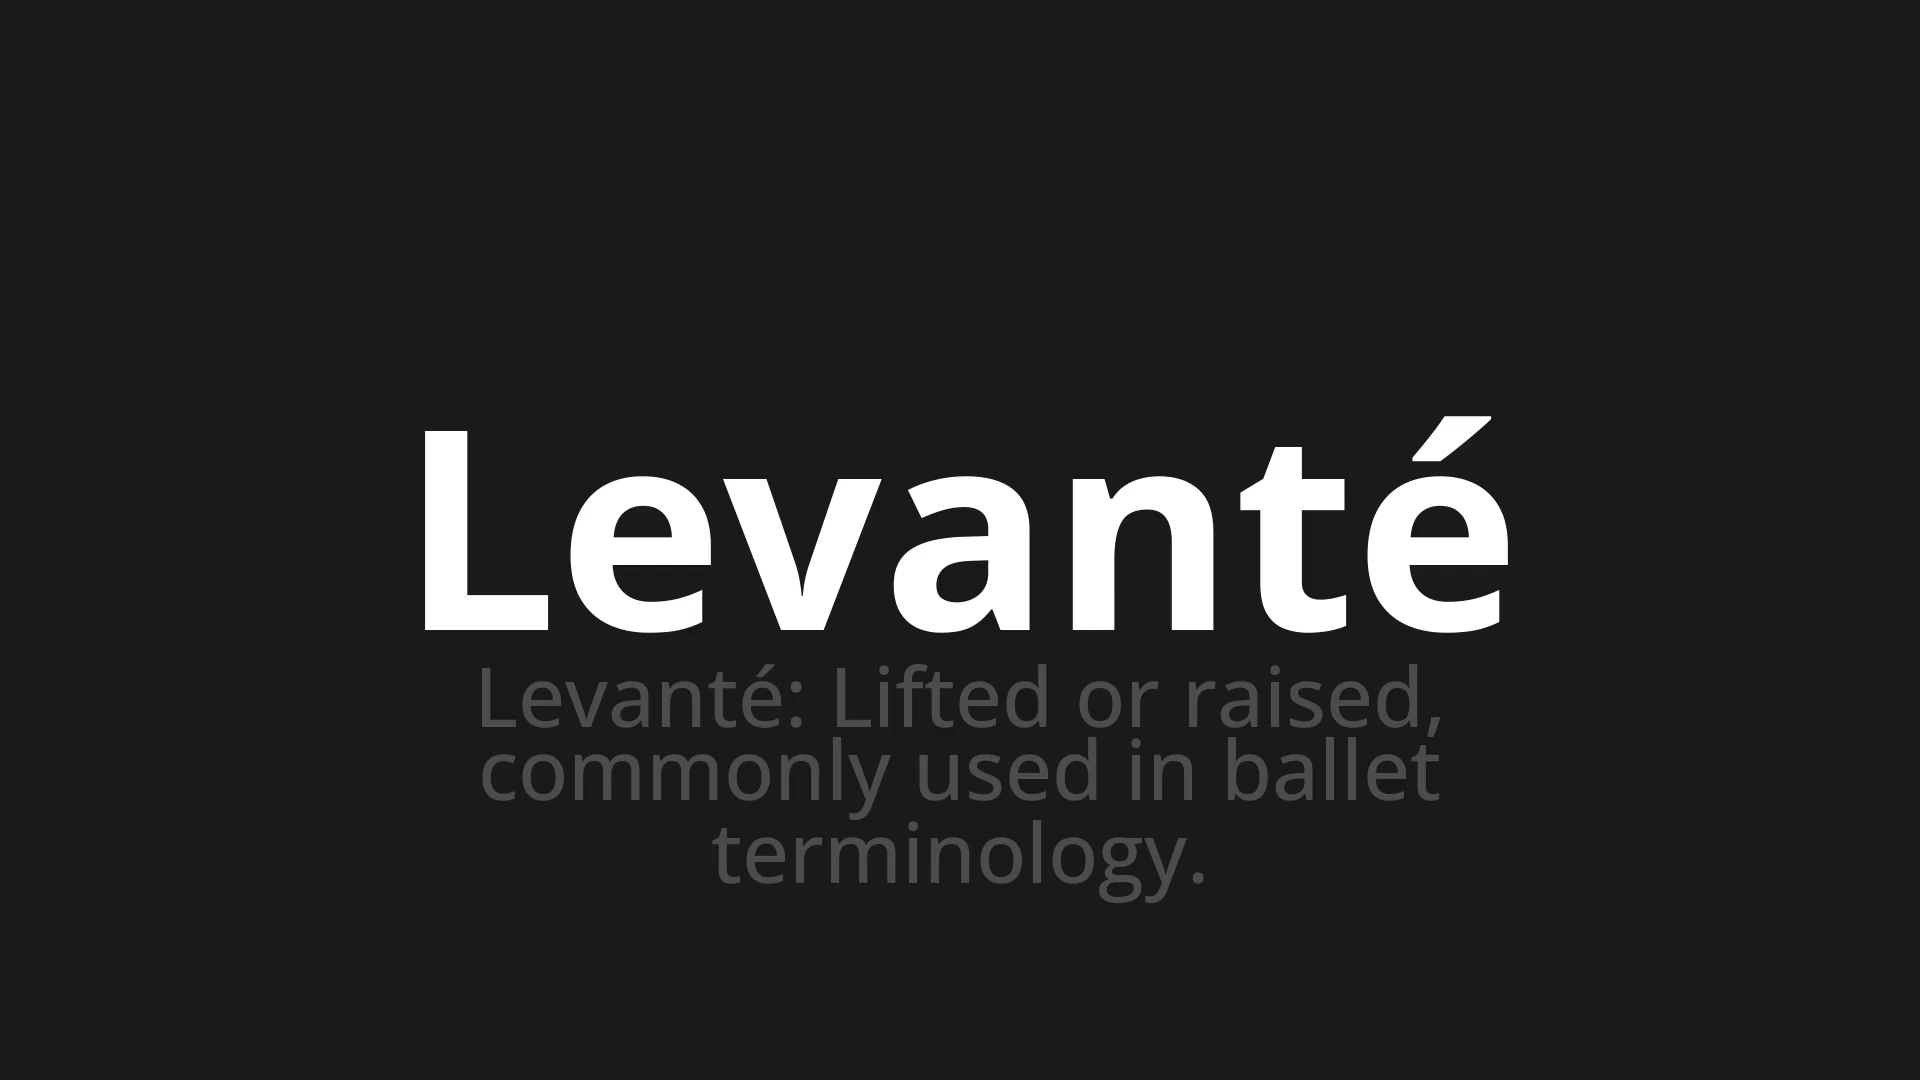 Levanté
Levanté: Lifted or raised,
commonly used in ballet
terminology.